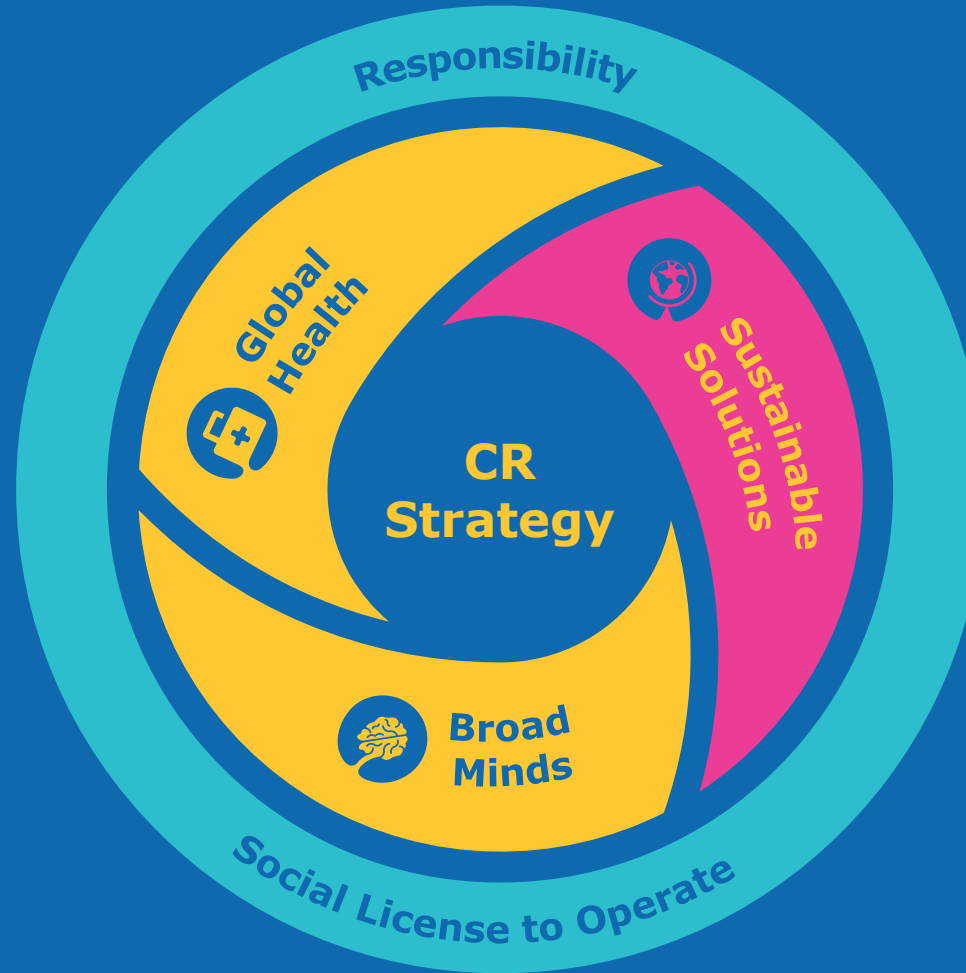 Responsibility
Global
Health
Sustainable
Solutions
CR
Strategy
Broad
Minds
Social License to Operate